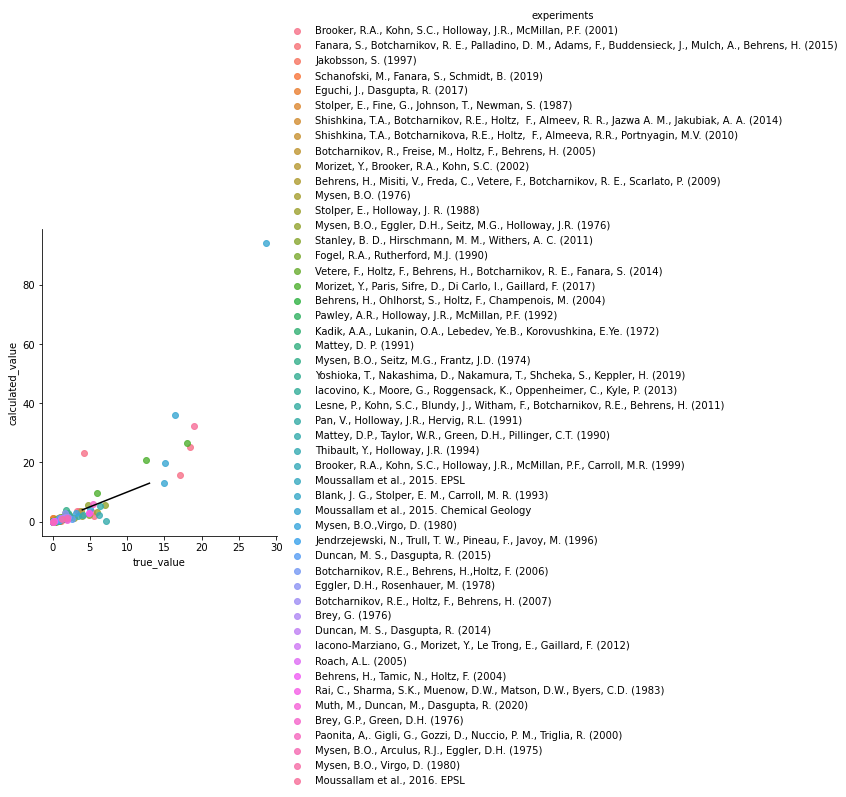 experiments
Brooker, R.A., Kohn, S.C., Holloway, J.R., McMillan, P.F. (2001)
Fanara, S., Botcharnikov, R. E., Palladino, D. M., Adams, F., Buddensieck, J., Mulch, A., Behrens, H. (2015)
Jakobsson, S. (1997)
Schanofski, M., Fanara, S., Schmidt, B. (2019)
Eguchi, J., Dasgupta, R. (2017)
Stolper, E., Fine, G., Johnson, T., Newman, S. (1987)
Shishkina, T.A., Botcharnikov, R.E., Holtz,  F., Almeev, R. R., Jazwa A. M., Jakubiak, A. A. (2014)
Shishkina, T.A., Botcharnikova, R.E., Holtz,  F., Almeeva, R.R., Portnyagin, M.V. (2010)
Botcharnikov, R., Freise, M., Holtz, F., Behrens, H. (2005)
Morizet, Y., Brooker, R.A., Kohn, S.C. (2002)
Behrens, H., Misiti, V., Freda, C., Vetere, F., Botcharnikov, R. E., Scarlato, P. (2009)
Mysen, B.O. (1976)
Stolper, E., Holloway, J. R. (1988)
Mysen, B.O., Eggler, D.H., Seitz, M.G., Holloway, J.R. (1976)
Stanley, B. D., Hirschmann, M. M., Withers, A. C. (2011)
Fogel, R.A., Rutherford, M.J. (1990)
Vetere, F., Holtz, F., Behrens, H., Botcharnikov, R. E., Fanara, S. (2014)
Morizet, Y., Paris, Sifre, D., Di Carlo, I., Gaillard, F. (2017)
Behrens, H., Ohlhorst, S., Holtz, F., Champenois, M. (2004)
Pawley, A.R., Holloway, J.R., McMillan, P.F. (1992)
Kadik, A.A., Lukanin, O.A., Lebedev, Ye.B., Korovushkina, E.Ye. (1972)
Mattey, D. P. (1991)
Mysen, B.O., Seitz, M.G., Frantz, J.D. (1974)
Yoshioka, T., Nakashima, D., Nakamura, T., Shcheka, S., Keppler, H. (2019)
Iacovino, K., Moore, G., Roggensack, K., Oppenheimer, C., Kyle, P. (2013)
Lesne, P., Kohn, S.C., Blundy, J., Witham, F., Botcharnikov, R.E., Behrens, H. (2011)
Pan, V., Holloway, J.R., Hervig, R.L. (1991)
Mattey, D.P., Taylor, W.R., Green, D.H., Pillinger, C.T. (1990)
Thibault, Y., Holloway, J.R. (1994)
Brooker, R.A., Kohn, S.C., Holloway, J.R., McMillan, P.F., Carroll, M.R. (1999)
Moussallam et al., 2015. EPSL
Blank, J. G., Stolper, E. M., Carroll, M. R. (1993)
Moussallam et al., 2015. Chemical Geology
Mysen, B.O.,Virgo, D. (1980)
Jendrzejewski, N., Trull, T. W., Pineau, F., Javoy, M. (1996)
Duncan, M. S., Dasgupta, R. (2015)
Botcharnikov, R.E., Behrens, H.,Holtz, F. (2006)
Eggler, D.H., Rosenhauer, M. (1978)
Botcharnikov, R.E., Holtz, F., Behrens, H. (2007)
Brey, G. (1976)
Duncan, M. S., Dasgupta, R. (2014)
Iacono-Marziano, G., Morizet, Y., Le Trong, E., Gaillard, F. (2012)
Roach, A.L. (2005)
Behrens, H., Tamic, N., Holtz, F. (2004)
Rai, C., Sharma, S.K., Muenow, D.W., Matson, D.W., Byers, C.D. (1983)
Muth, M., Duncan, M., Dasgupta, R. (2020)
Brey, G.P., Green, D.H. (1976)
Paonita, A,. Gigli, G., Gozzi, D., Nuccio, P. M., Triglia, R. (2000)
Mysen, B.O., Arculus, R.J., Eggler, D.H. (1975)
Mysen, B.O., Virgo, D. (1980)
Moussallam et al., 2016. EPSL
calculated_value
80
60
40
20
0
0 5 10 15 20 25 30
true_value